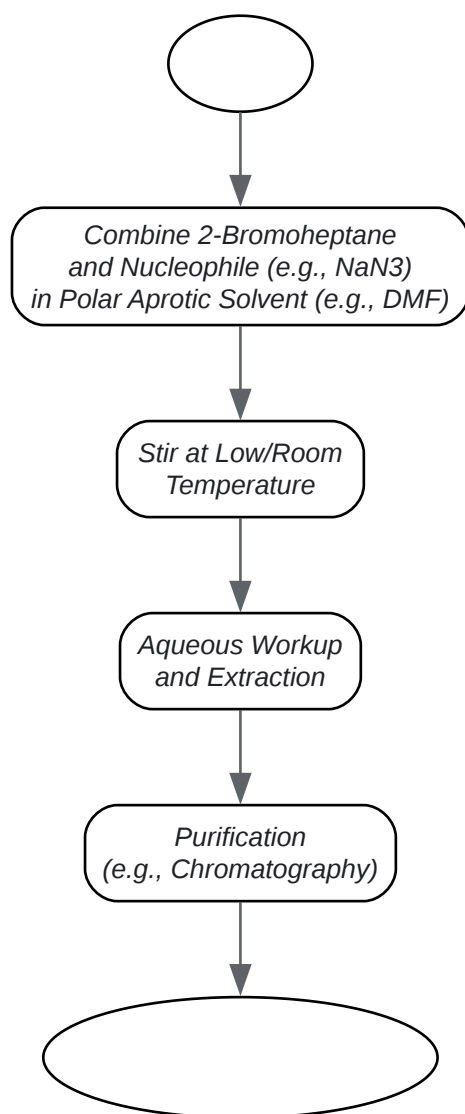 Combine 2-Bromoheptane
and Nucleophile (e.g., NaN3)
in Polar Aprotic Solvent (e.g., DMF)
Stir at Low/Room
Temperature
Aqueous Workup
and Extraction
Purification
(e.g., Chromatography)